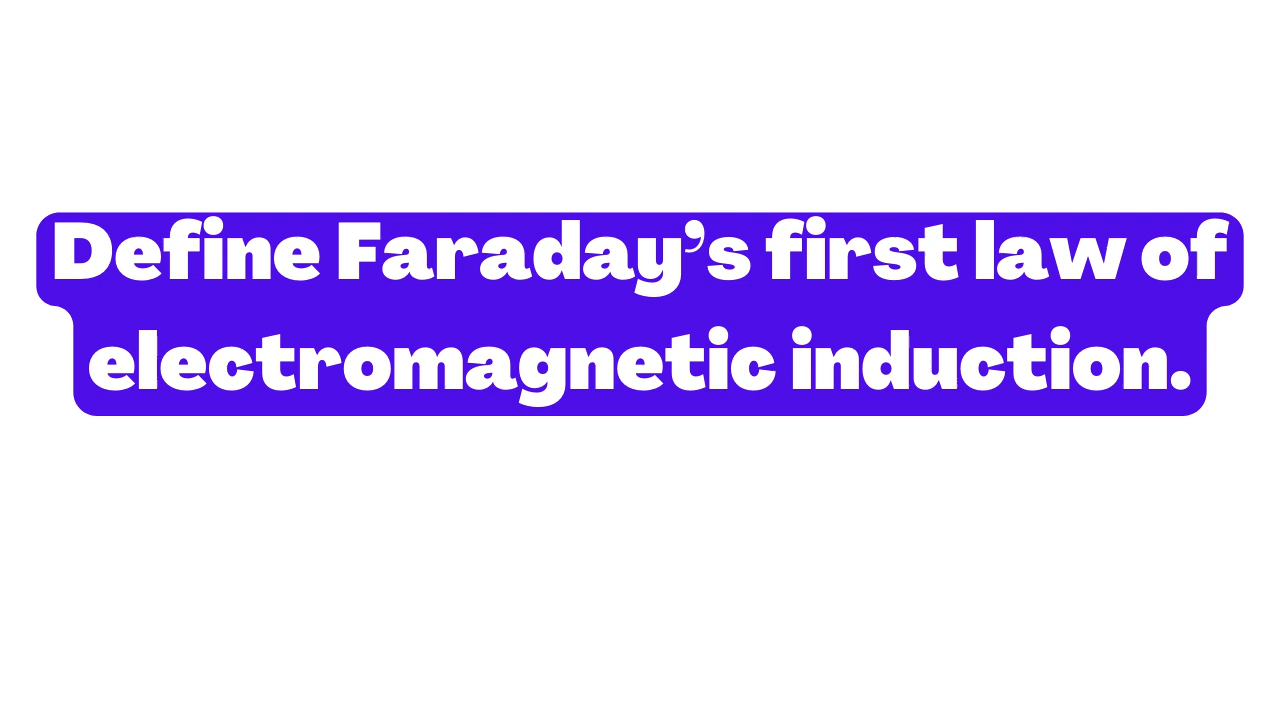 Define Faraday’s first law of
electromagnetic induction.